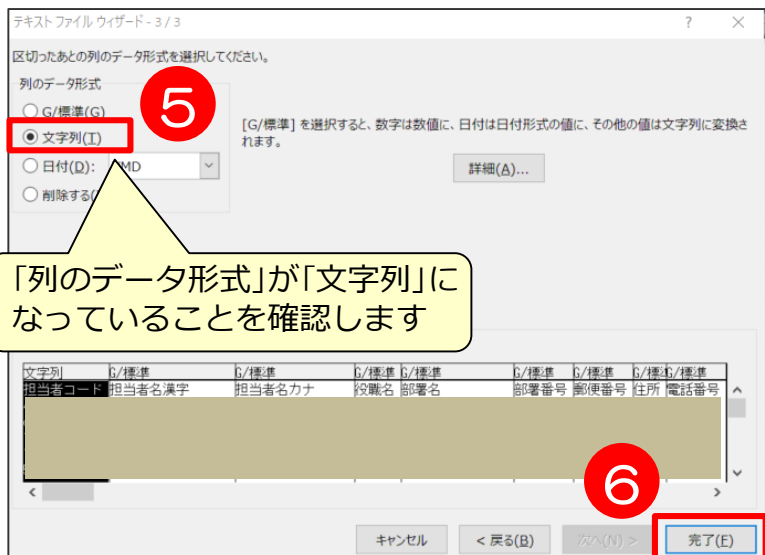 テキスト ファイル ウィザード - 3 / 3
?
区切ったあとの列のデータ形式を選択してください。
列のデータ形式
G/標準(G)
文字列(T)
日付(D):
削除する(
5
[G/標準] を選択すると、数字は数値に、日付は日付形式の値に、その他の値は文字列に変換さ
れます。
詳細(A)...
「列のデータ形式」が「文字列」に
なっていることを確認します
文字列 G/標準 G/標準 G/標準 G/標準 G/標準 G/標準 G/標準 G/標準
担当者コード 担当者名漢字 担当者名カナ 役職名 部署名 部署番号 郵便番号 住所 電話番号
6
キャンセル
< 戻る(B)
次へ(N) >
完了(F)